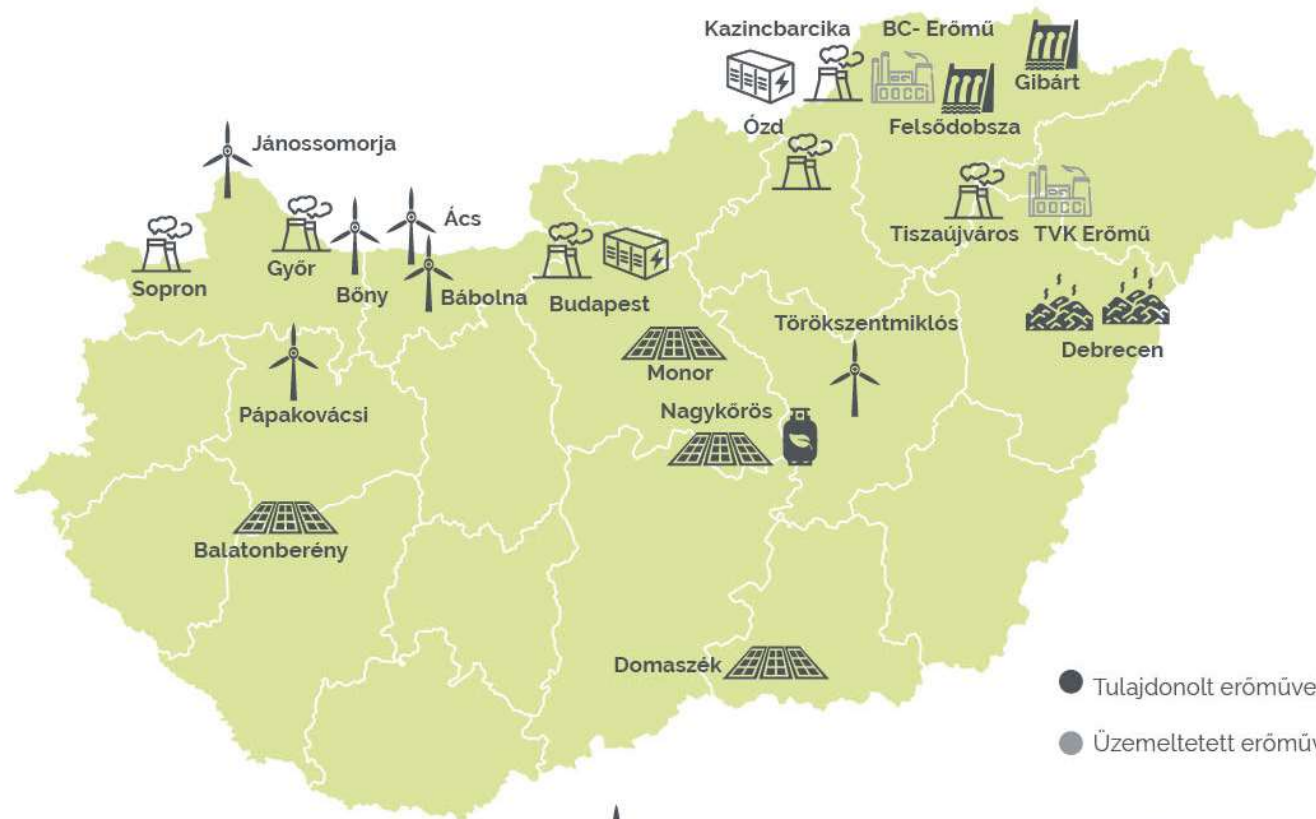 Kazincbarcika
BC- Erőmű
Gibárt
Ózd
Felsődobsza
Jánossomorja
Ács
Tiszaújváros
TVK Erőmű
Sopron
Győr
Bőny
Bábolna
Budapest
Törökszentmiklós
Debrecen
Monor
Pápakovácsi
Nagykőrös
Balatonberény
Domaszék
Tulajdonolt erőműve
Üzemeltetett erőműv